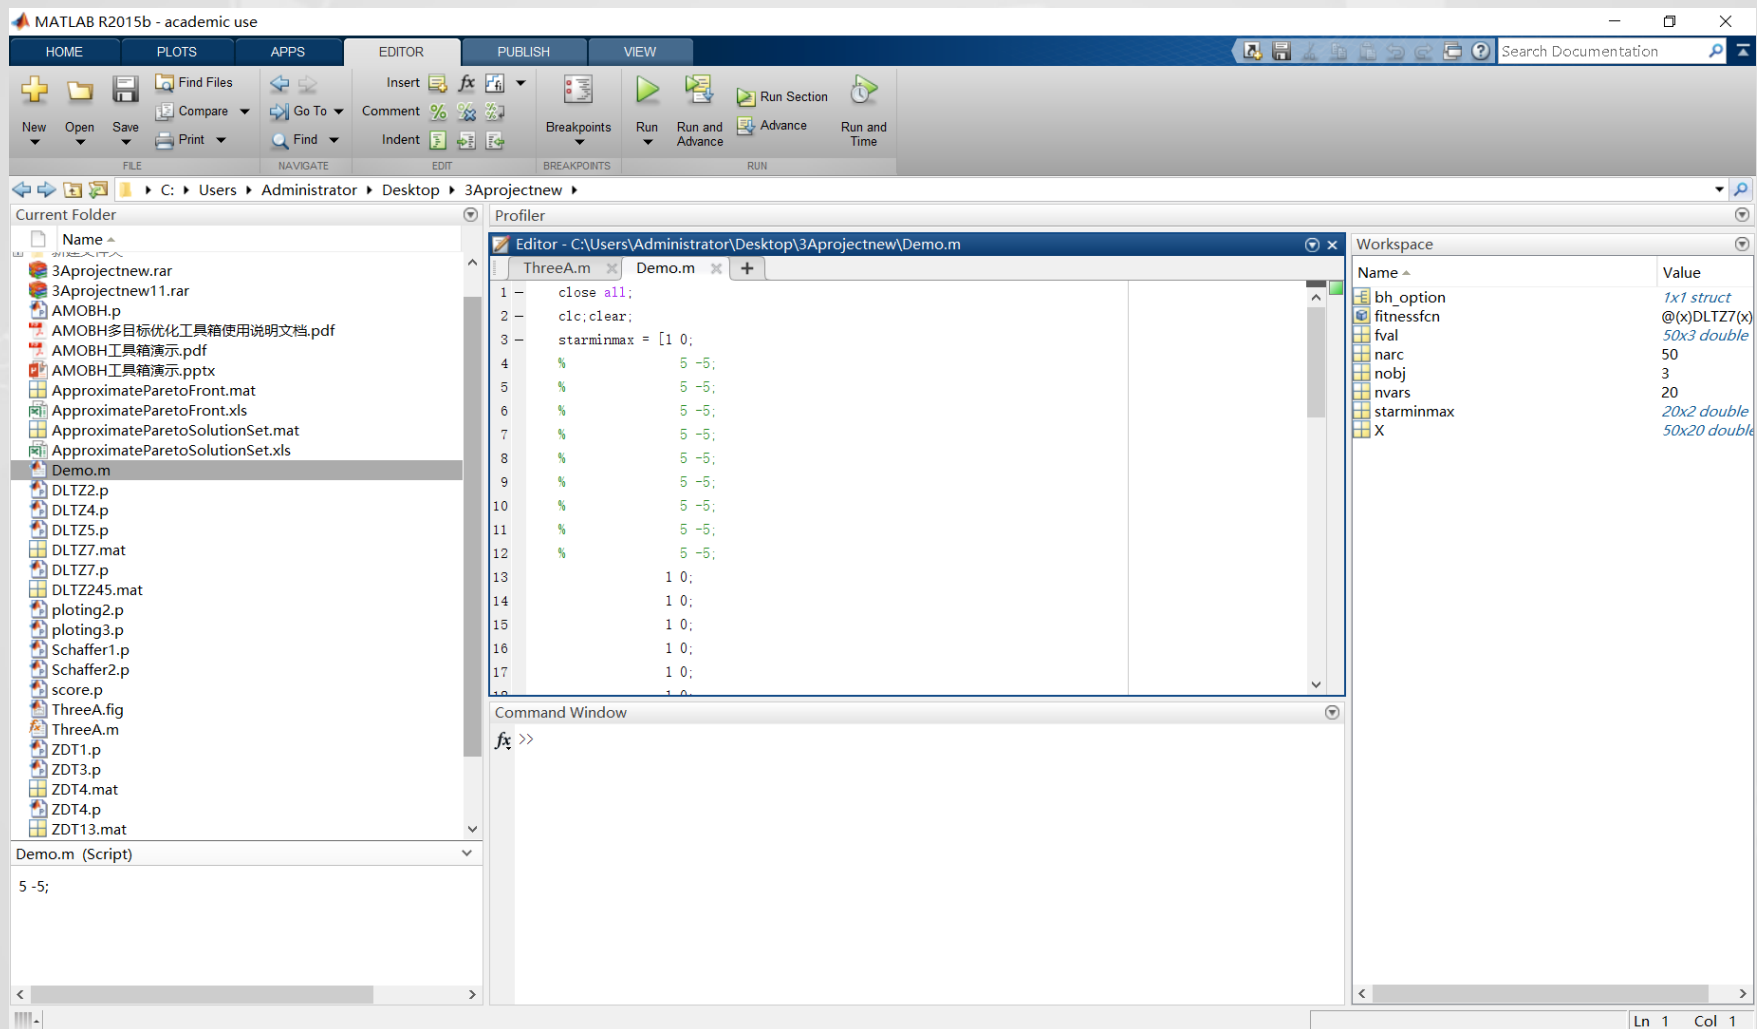 MATLAB R2015b - academic use
HOME PLOTS APPS EDITOR PUBLISH VIEW
Search Documentation
New
Open
Save
Find Files
Compare
Print
FILE
Go To
Find
NAVIGATE
Insert
Comment
Indent
EDIT
Breakpoints
BREAKPOINTS
Run
Run and
Advance
Run Section
Advance
Run and
Time
RUN
C: Users Administrator Desktop 3Aprojectnew
Current Folder
Name
新建文件夹
3Aprojectnew.rar
3Aprojectnew11.rar
AMOBH.p
AMOBH多目标优化工具箱使用说明文档.pdf
AMOBH工具箱演示.pdf
AMOBH工具箱演示.pptx
ApproximateParetoFront.mat
ApproximateParetoFront.xls
ApproximateParetoSolutionSet.mat
ApproximateParetoSolutionSet.xls
Demo.m
DLTZ2.p
DLTZ4.p
DLTZ5.p
DLTZ7.mat
DLTZ7.p
DLTZ245.mat
ploting2.p
ploting3.p
Schaffer1.p
Schaffer2.p
score.p
ThreeA.fig
ThreeA.m
ZDT1.p
ZDT3.p
ZDT4.mat
ZDT4.p
ZDT13.mat
Demo.m (Script)
5 -5;
Profiler
Editor - C:\Users\Administrator\Desktop\3Aprojectnew\Demo.m
ThreeA.m Demo.m
1 – close all;
2 – clc;clear;
3 – starminmax = [1 0;
4 % 5 -5;
5 % 5 -5;
6 % 5 -5;
7 % 5 -5;
8 % 5 -5;
9 % 5 -5;
10 % 5 -5;
11 % 5 -5;
12 % 5 -5;
13 1 0;
14 1 0;
15 1 0;
16 1 0;
17 1 0;
18 1 0;
Command Window
fx >>
Workspace
Name Value
bh_option 1x1 struct
fitnessfcn @(x)DLTZ7(x)
fval 50x3 double
narc 50
nobj 3
nvars 20
starminmax 20x2 double
X 50x20 double
Ln 1 Col 1